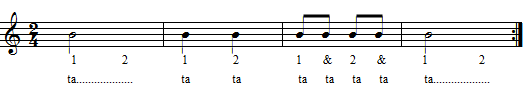 2
4
1 2 1 2 1 & 2 & 1 2
ta................... ta ta ta ta ta ta ta...................